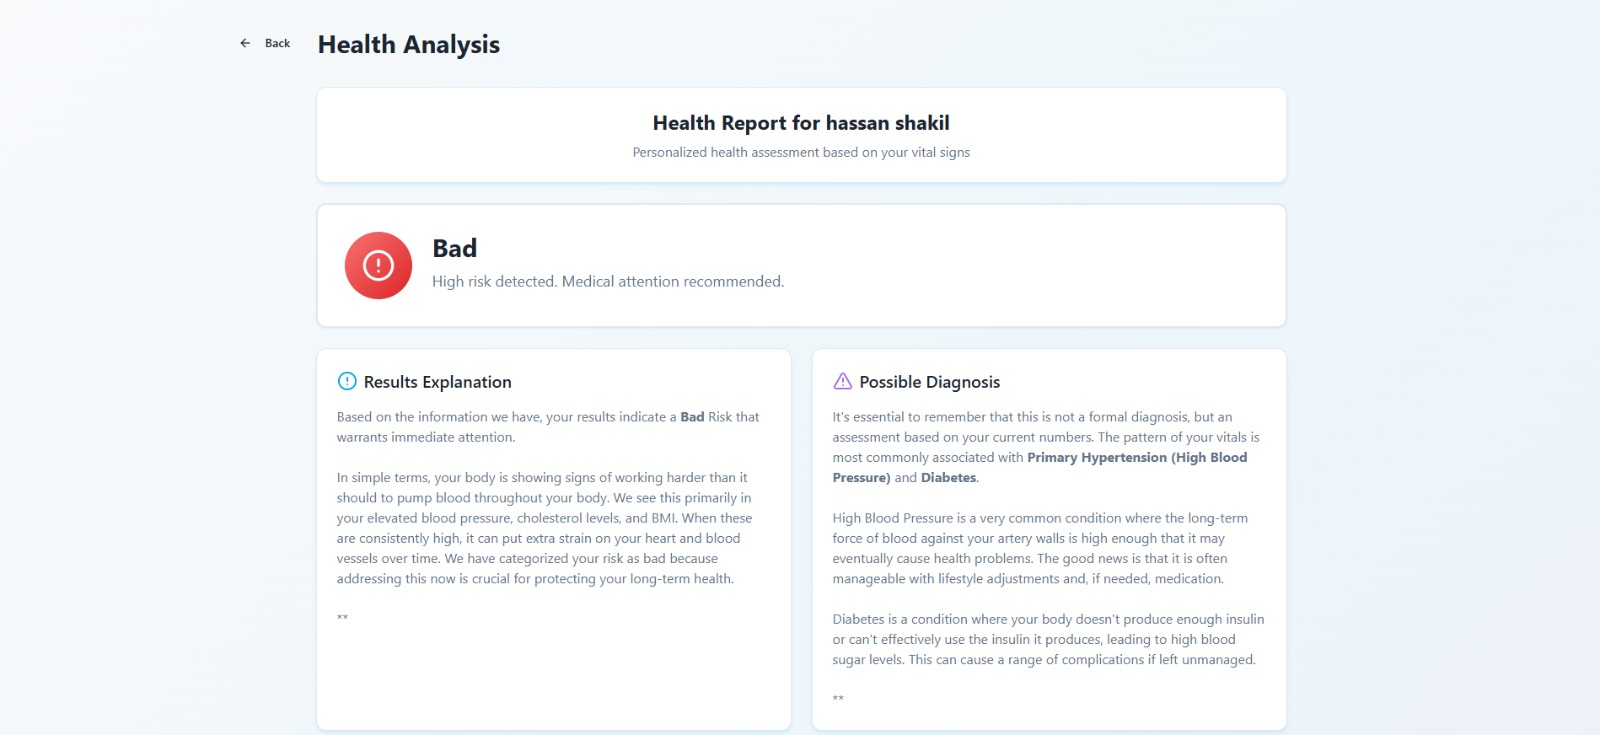 Back
Health Analysis
Health Report for hassan shakil
Personalized health assessment based on your vital signs
Bad
High risk detected. Medical attention recommended.
Results Explanation
Based on the information we have, your results indicate a Bad Risk that
warrants immediate attention.
In simple terms, your body is showing signs of working harder than it
should to pump blood throughout your body. We see this primarily in
your elevated blood pressure, cholesterol levels, and BMI. When these
are consistently high, it can put extra strain on your heart and blood
vessels over time. We have categorized your risk as bad because
addressing this now is crucial for protecting your long-term health.
**
Possible Diagnosis
It's essential to remember that this is not a formal diagnosis, but an
assessment based on your current numbers. The pattern of your vitals is
most commonly associated with Primary Hypertension (High Blood
Pressure) and Diabetes.
High Blood Pressure is a very common condition where the long-term
force of blood against your artery walls is high enough that it may
eventually cause health problems. The good news is that it is often
manageable with lifestyle adjustments and, if needed, medication.
Diabetes is a condition where your body doesn't produce enough insulin
or can't effectively use the insulin it produces, leading to high blood
sugar levels. This can cause a range of complications if left unmanaged.
**